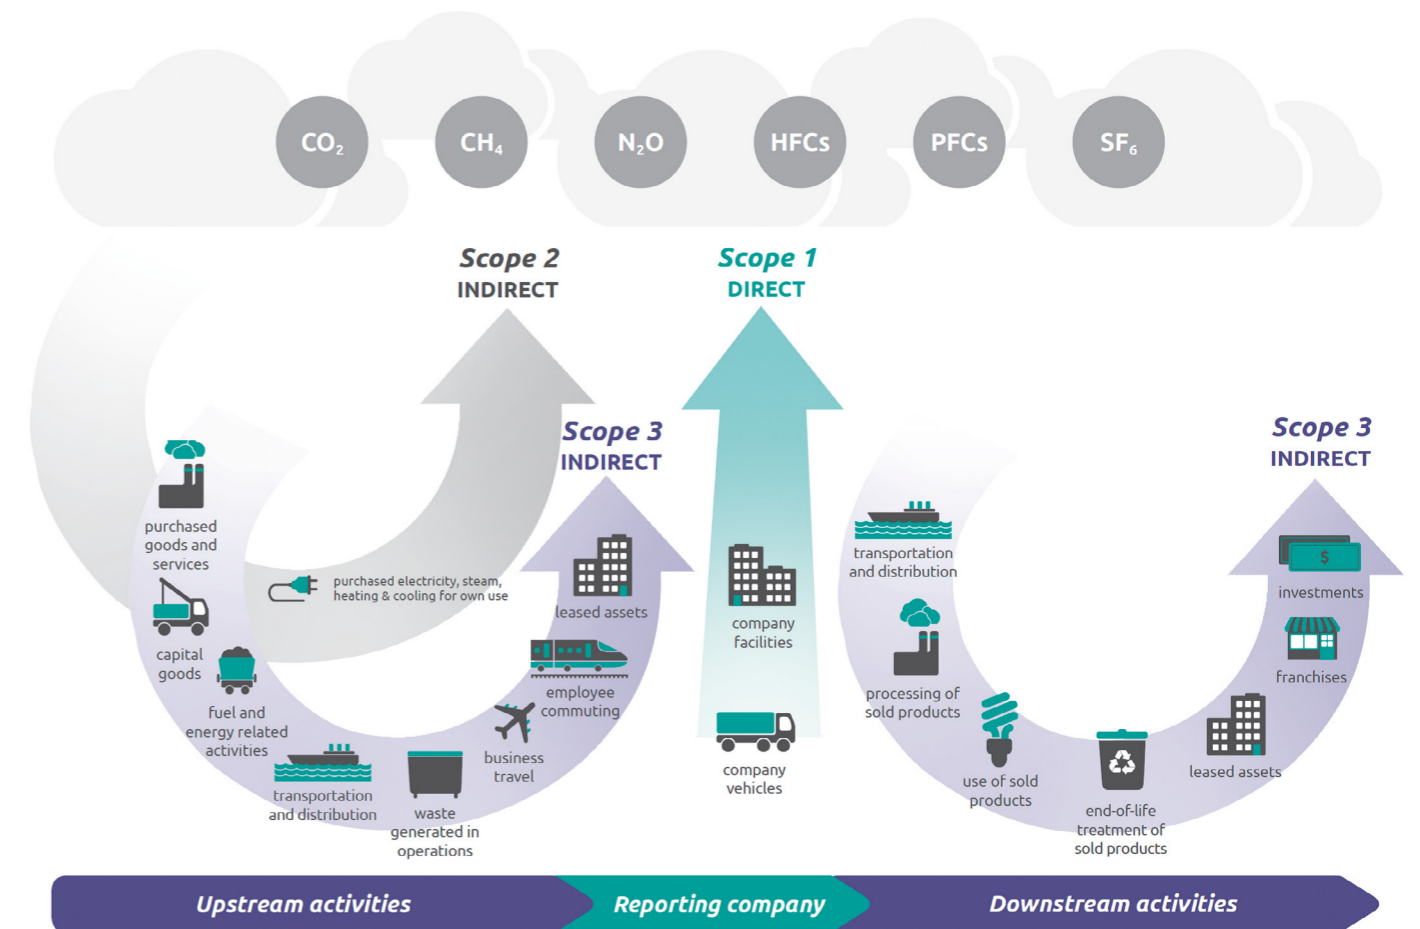 CO₂
CH₄
N₂O
HFCs
PFCs
SF₆
Scope 2
INDIRECT
Scope 1
DIRECT
Scope 3
INDIRECT
Scope 3
INDIRECT
purchased
goods and
services
capital
goods
fuel and
energy related
activities
transportation
and distribution
waste
generated in
operations
business
travel
employee
commuting
leased assets
purchased electricity, steam,
heating & cooling for own use
company
facilities
company
vehicles
transportation
and distribution
processing of
sold products
use of sold
products
end-of-life
treatment of
sold products
leased assets
franchises
$
investments
Upstream activities
Reporting company
Downstream activities